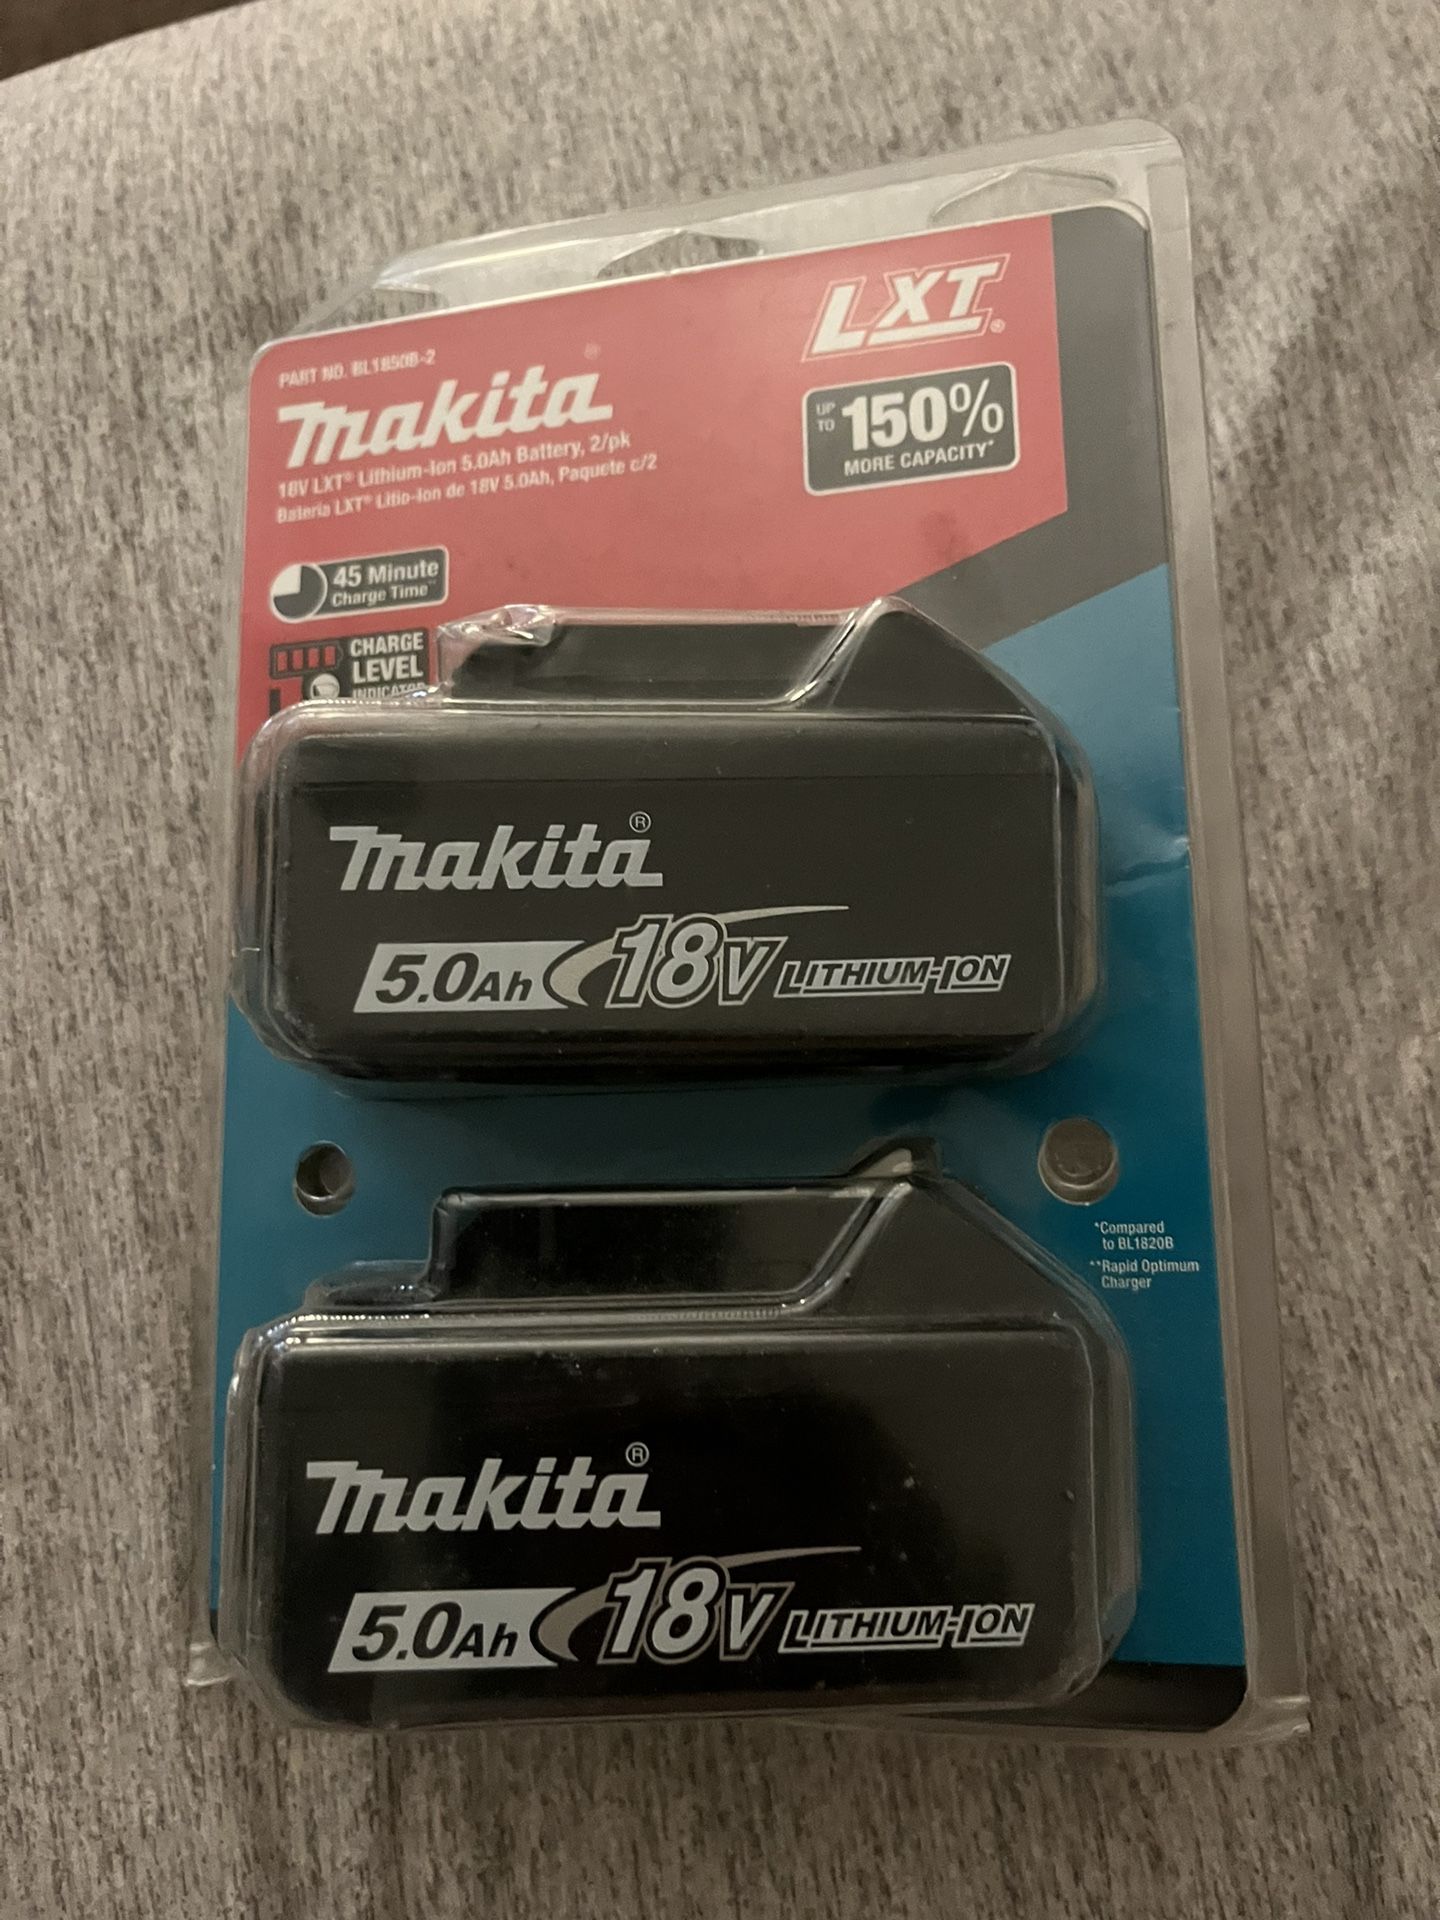 LXT®
PART NO. BL1850B-2
makita®
18V LXT® Lithium-Ion 5.0Ah Battery, 2/pk
Batería LXT® Litio-Ion de 18V 5.0Ah, Paquete c/2
UP TO 150%
MORE CAPACITY*
45 Minute
Charge Time**
CHARGE
LEVEL
INDICATOR
makita®
5.0Ah 18V LITHIUM-ION
*Compared
to BL1820B
**Rapid Optimum
Charger
makita®
5.0Ah 18V LITHIUM-ION